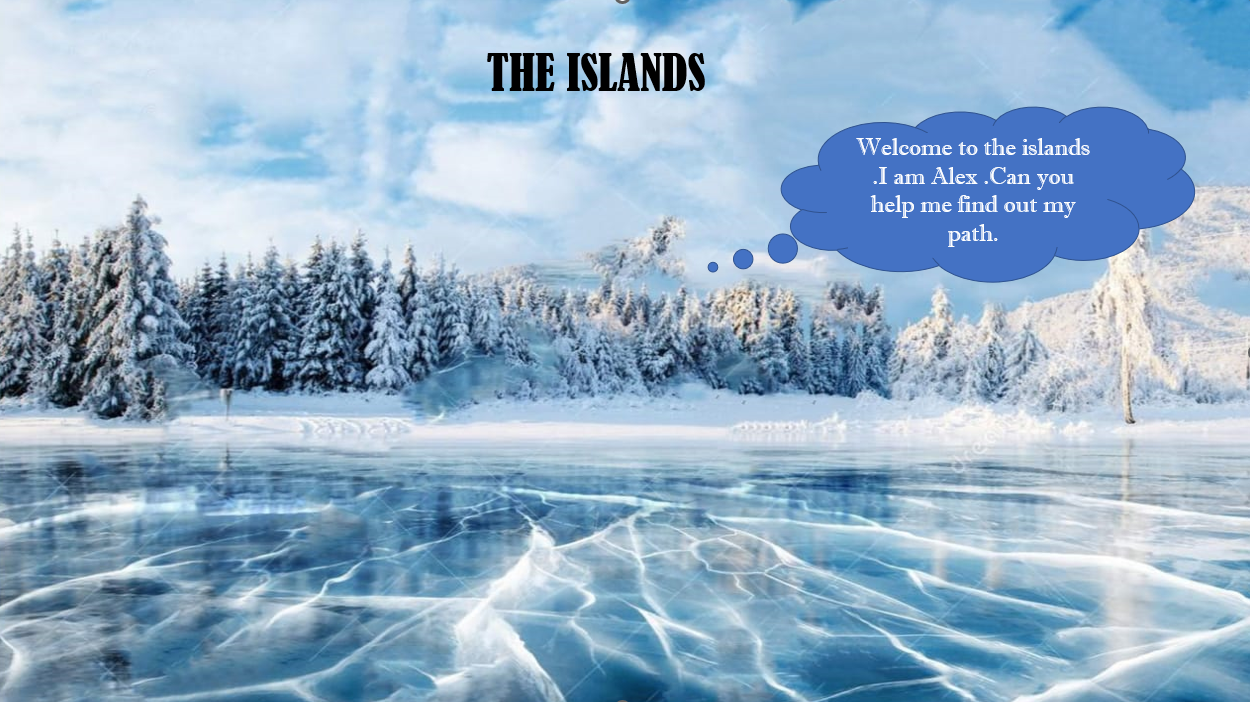 THE ISLANDS
Welcome to the islands
.I am Alex .Can you
help me find out my
path.